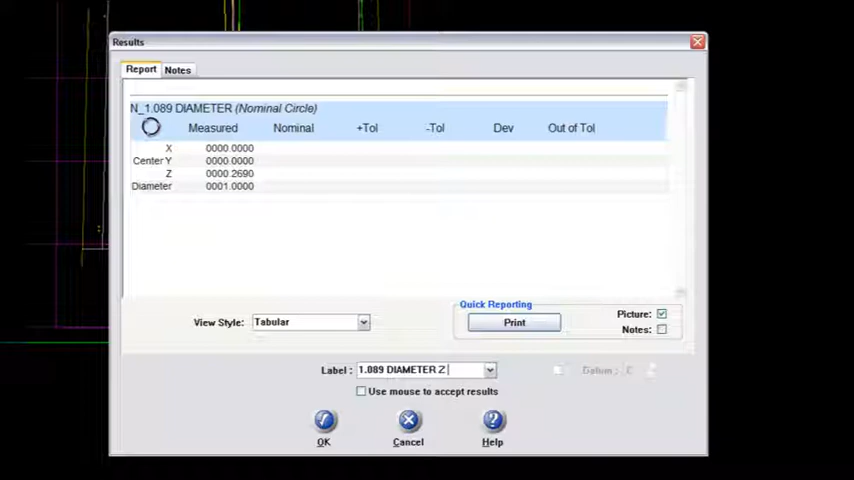 Results
Report Notes
N_1.089 DIAMETER (Nominal Circle)
Measured Nominal +Tol -Tol Dev Out of Tol
X 0000.0000
Center Y 0000.0000
Z 0000.2690
Diameter 0001.0000
Quick Reporting
View Style: Tabular Print Picture:
Notes:
Label : 1.089 DIAMETER Z Datum :
Use mouse to accept results
OK Cancel Help